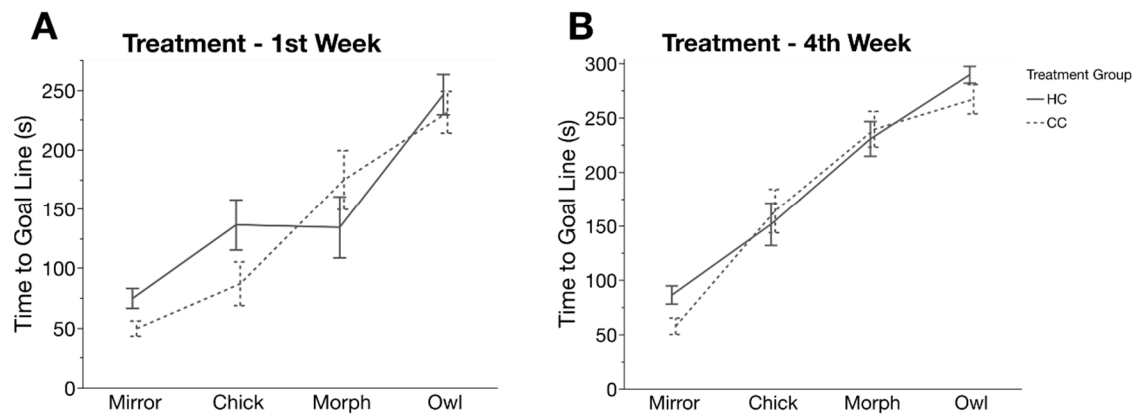 A
Treatment - 1st Week
Time to Goal Line (s)
250
200
150
100
50
0
Mirror Chick Morph Owl
B
Treatment - 4th Week
Time to Goal Line (s)
300
250
200
150
100
50
0
Mirror Chick Morph Owl
Treatment Group
HC
CC